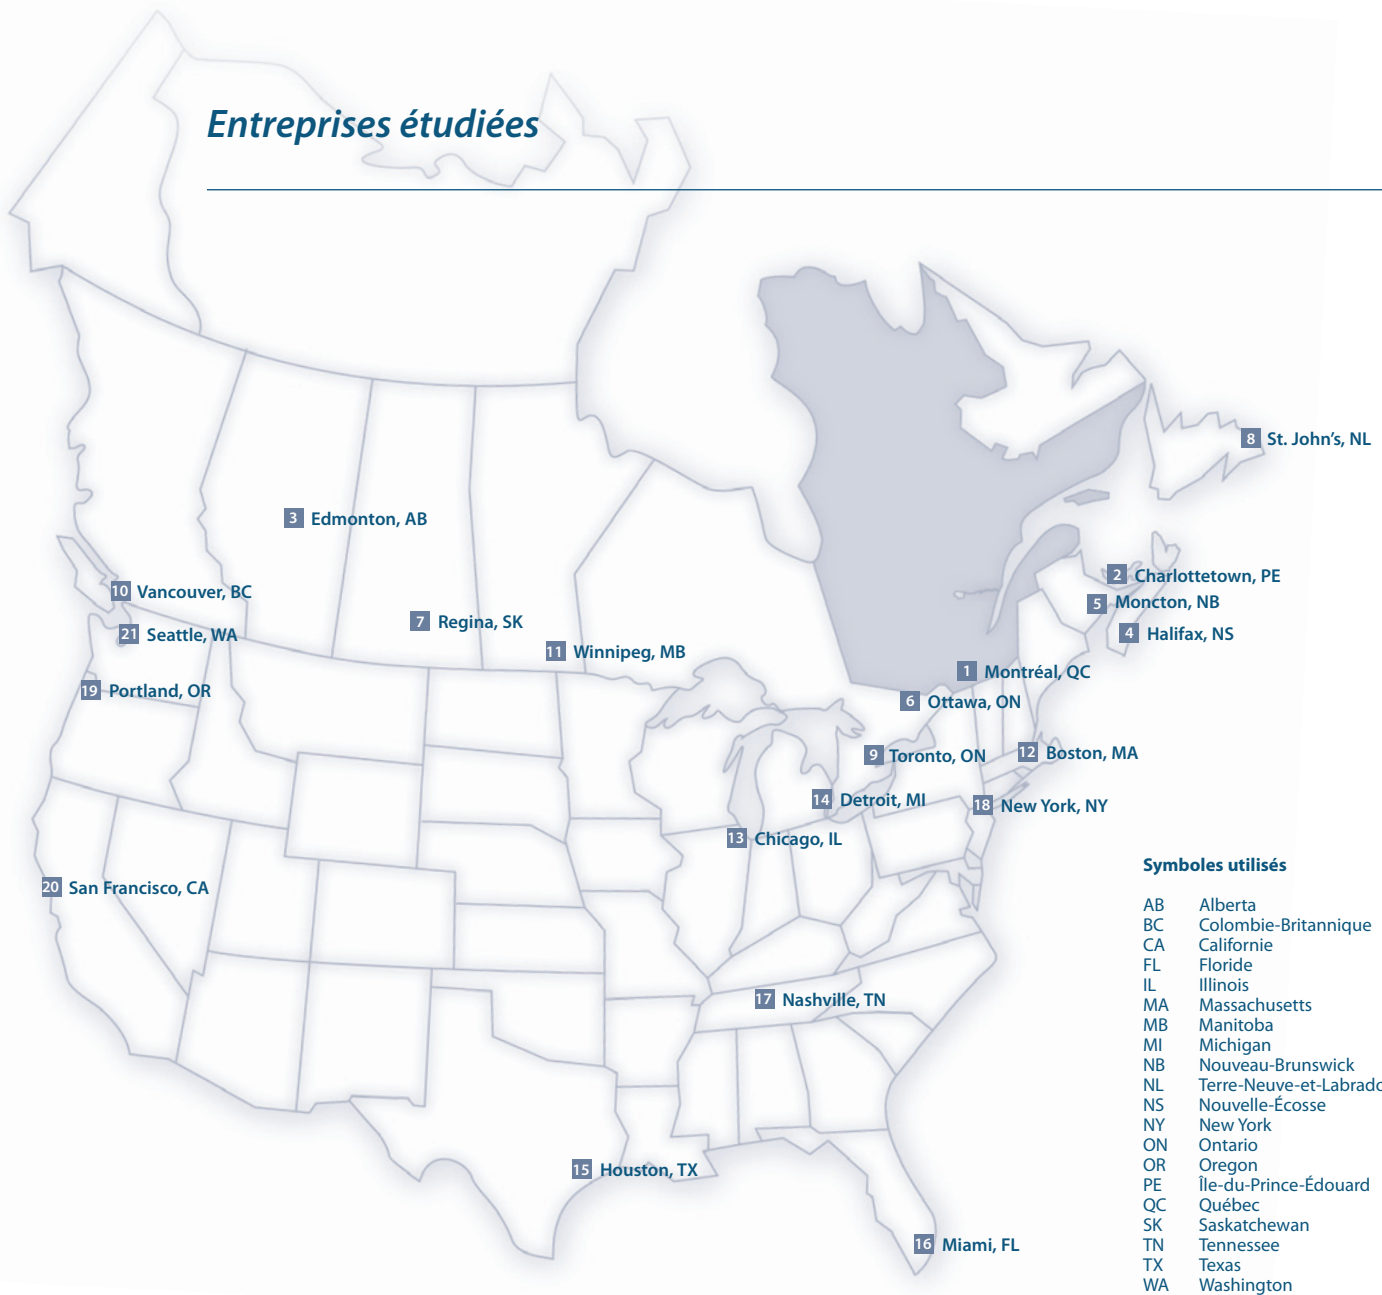 Entreprises étudiées
8 St. John’s, NL
3 Edmonton, AB
2 Charlottetown, PE
10 Vancouver, BC
5 Moncton, NB
7 Regina, SK
21 Seattle, WA
4 Halifax, NS
11 Winnipeg, MB
1 Montréal, QC
19 Portland, OR
6 Ottawa, ON
9 Toronto, ON
12 Boston, MA
14 Detroit, MI
18 New York, NY
13 Chicago, IL
20 San Francisco, CA
17 Nashville, TN
15 Houston, TX
16 Miami, FL
Symboles utilisés
AB Alberta
BC Colombie-Britannique
CA Californie
FL Floride
IL Illinois
MA Massachusetts
MB Manitoba
MI Michigan
NB Nouveau-Brunswick
NL Terre-Neuve-et-Labrado
NS Nouvelle-Écosse
NY New York
ON Ontario
OR Oregon
PE Île-du-Prince-Édouard
QC Québec
SK Saskatchewan
TN Tennessee
TX Texas
WA Washington